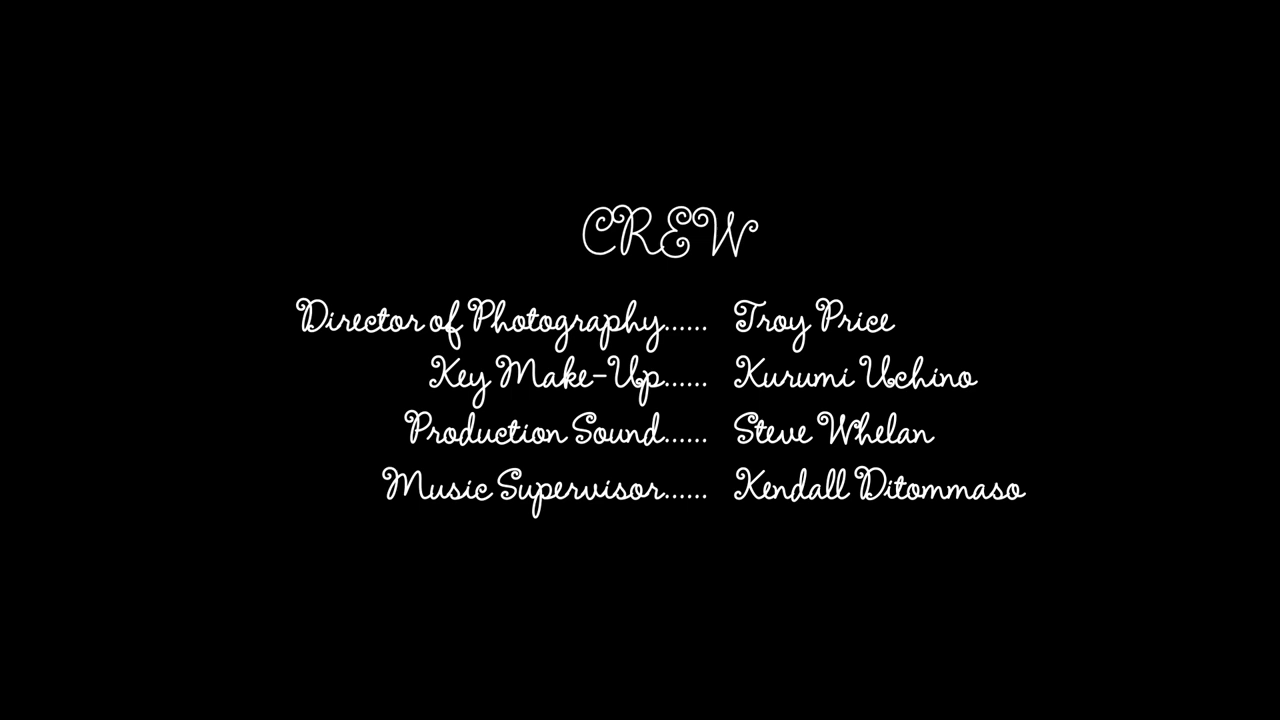 CREW
Director of Photography...... Troy Price
Key Make-Up...... Kurumi Uchino
Production Sound...... Steve Whelan
Music Supervisor...... Kendall Ditommaso